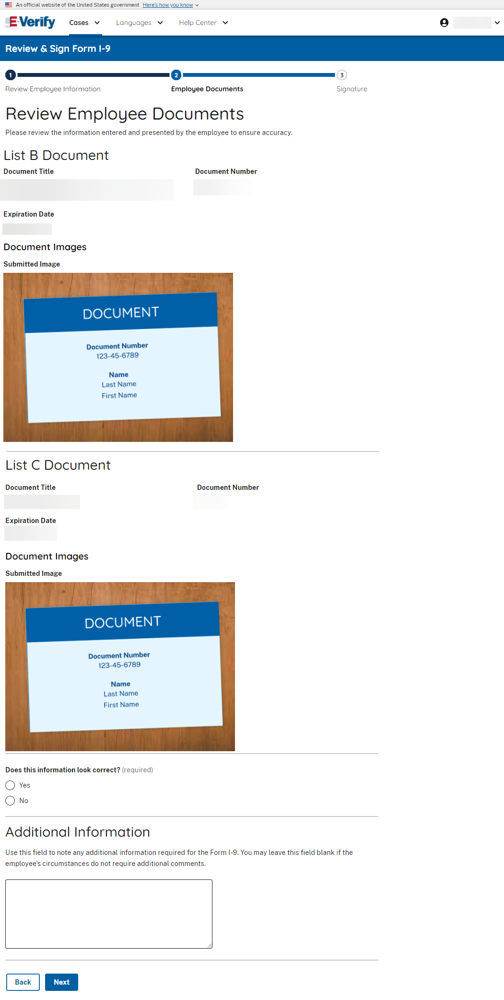 An official website of the United States government Here's how you know
E-Verify Cases Languages Help Center
Review & Sign Form I-9
1 2 3
Review Employee Information Employee Documents Signature
Review Employee Documents
Please review the information entered and presented by the employee to ensure accuracy.
List B Document
Document Title Document Number
Expiration Date
Document Images
Submitted Image
DOCUMENT
Document Number
123-45-6789
Name
Last Name
First Name
List C Document
Document Title Document Number
Expiration Date
Document Images
Submitted Image
DOCUMENT
Document Number
123-45-6789
Name
Last Name
First Name
Does this information look correct? (required)
Yes
No
Additional Information
Use this field to note any additional information required for the Form I-9. You may leave this field blank if the
employee's circumstances do not require additional comments.
Back Next